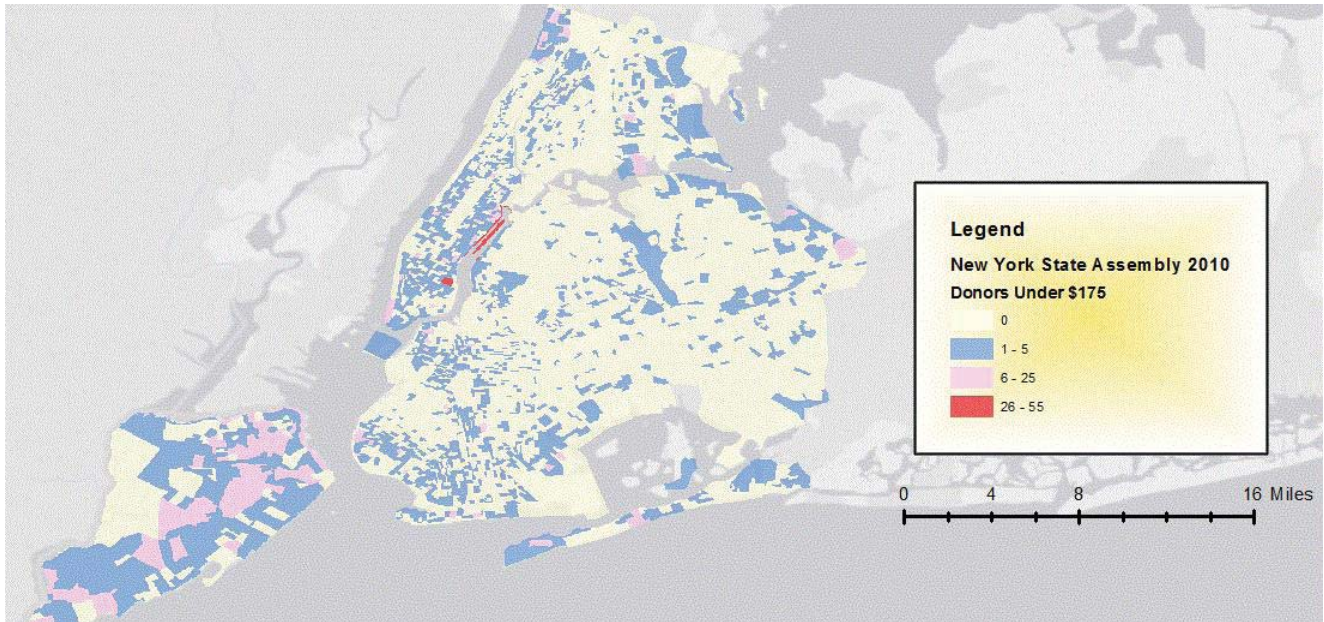 Legend
New York State Assembly 2010
Donors Under $175
0
1 - 5
6 - 25
26 - 55
0 4 8 16 Miles